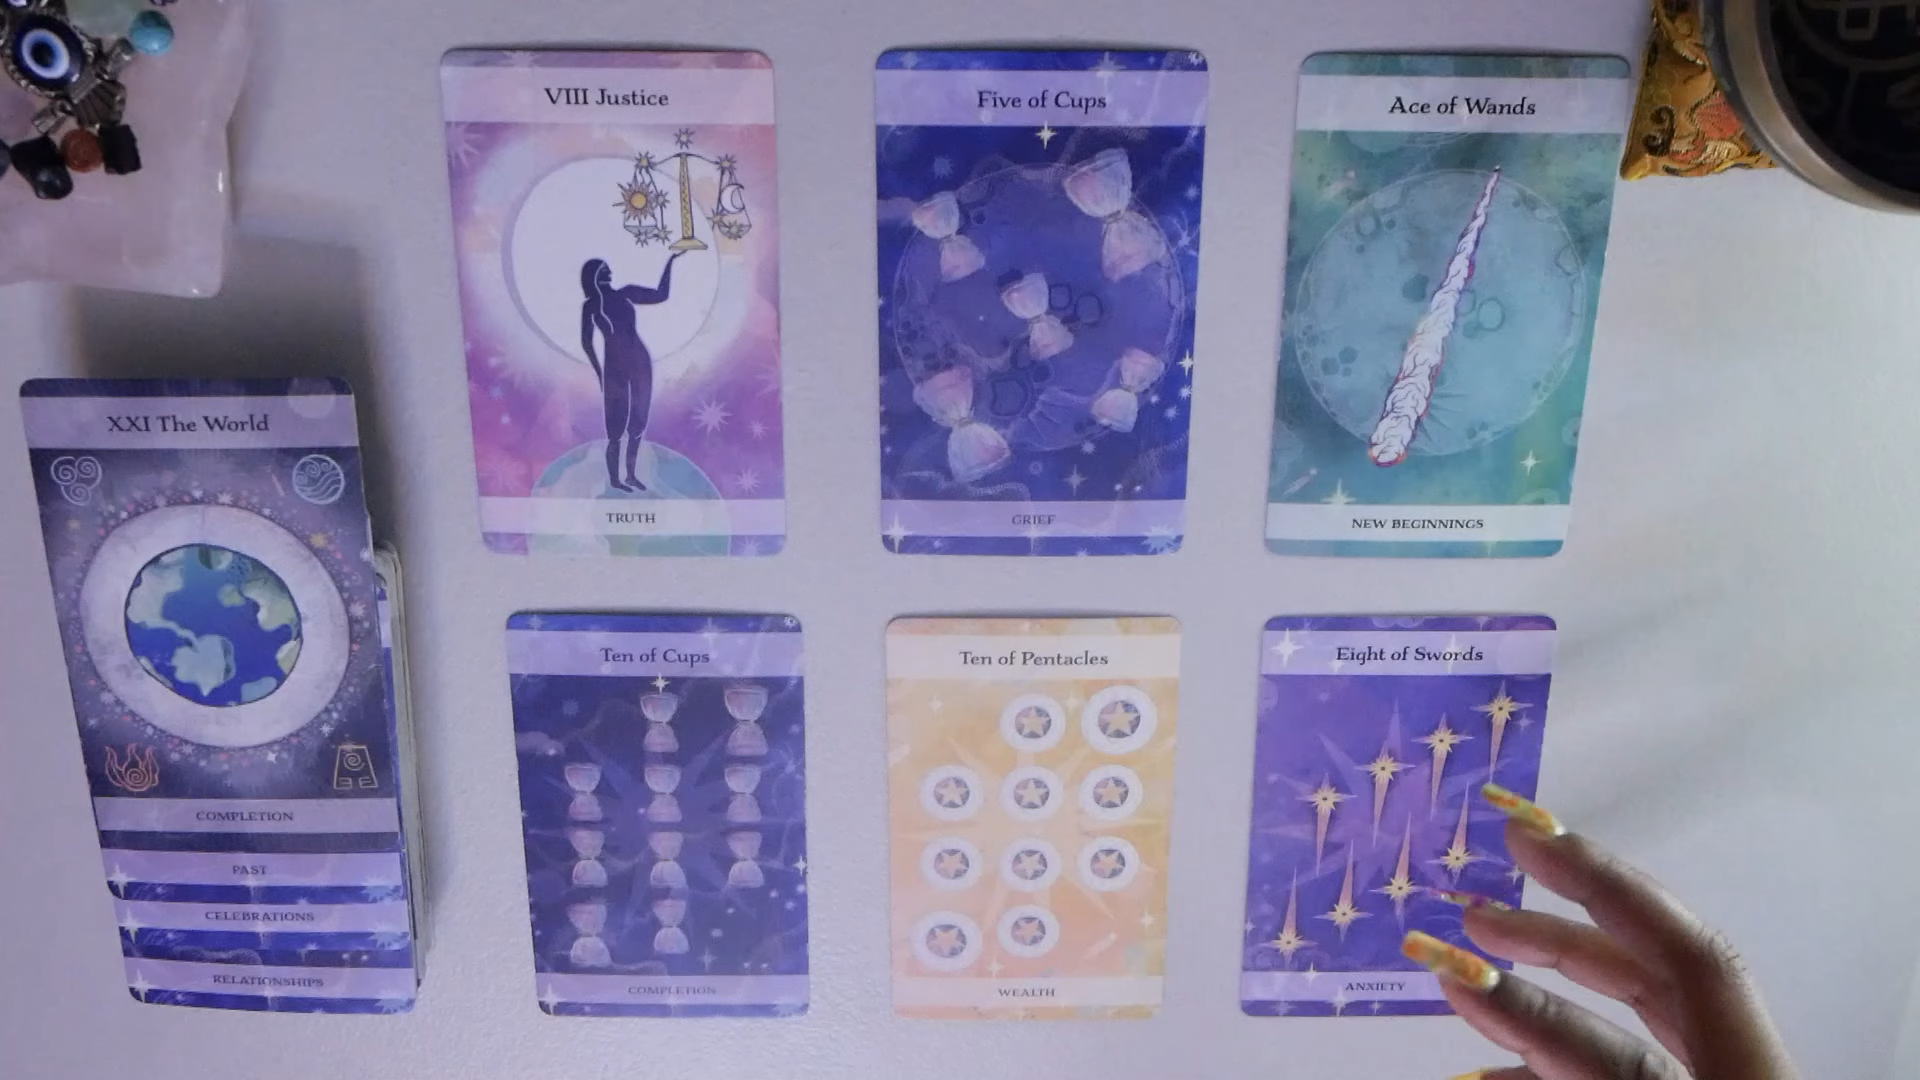 VIII Justice
TRUTH
Five of Cups
GRIEF
Ace of Wands
NEW BEGINNINGS
XXI The World
COMPLETION
PAST
CELEBRATIONS
RELATIONSHIPS
Ten of Cups
COMPLETION
Ten of Pentacles
WEALTH
Eight of Swords
ANXIETY